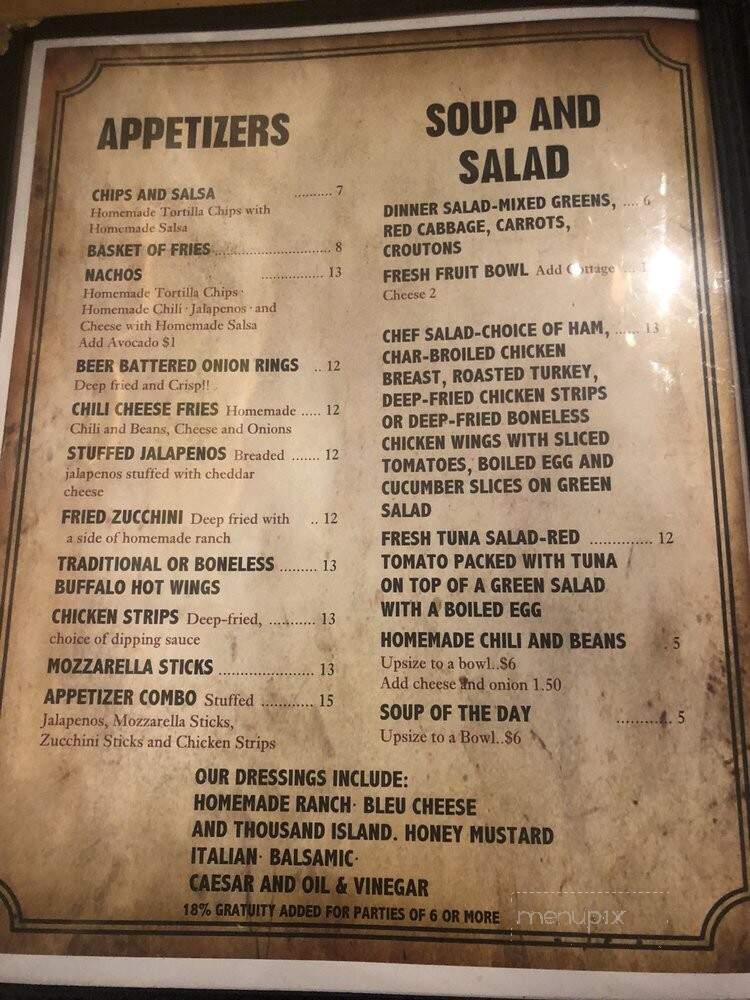 APPETIZERS
CHIPS AND SALSA .......... 7
Homemade Tortilla Chips with
Homemade Salsa
BASKET OF FRIES ............................. 8
NACHOS ................ 13
Homemade Tortilla Chips ·
Homemade Chili · Jalapenos · and
Cheese with Homemade Salsa
Add Avocado $1
BEER BATTERED ONION RINGS .. 12
Deep fried and Crisp!!
CHILI CHEESE FRIES Homemade ..... 12
Chili and Beans, Cheese and Onions
STUFFED JALAPENOS Breaded ....... 12
jalapenos stuffed with cheddar
cheese
FRIED ZUCCHINI Deep fried with .. 12
a side of homemade ranch
TRADITIONAL OR BONELESS ......... 13
BUFFALO HOT WINGS
CHICKEN STRIPS Deep-fried, ........... 13
choice of dipping sauce
MOZZARELLA STICKS ....................... 13
APPETIZER COMBO Stuffed ............ 15
Jalapenos, Mozzarella Sticks,
Zucchini Sticks and Chicken Strips
SOUP AND
SALAD
DINNER SALAD-MIXED GREENS, .... 6
RED CABBAGE, CARROTS,
CROUTONS
FRESH FRUIT BOWL Add Cottage
Cheese 2
CHEF SALAD-CHOICE OF HAM, ...... 13
CHAR-BROILED CHICKEN
BREAST, ROASTED TURKEY,
DEEP-FRIED CHICKEN STRIPS
OR DEEP-FRIED BONELESS
CHICKEN WINGS WITH SLICED
TOMATOES, BOILED EGG AND
CUCUMBER SLICES ON GREEN
SALAD
FRESH TUNA SALAD-RED .............. 12
TOMATO PACKED WITH TUNA
ON TOP OF A GREEN SALAD
WITH A BOILED EGG
HOMEMADE CHILI AND BEANS . 5
Upsize to a bowl..$6
Add cheese and onion 1.50
SOUP OF THE DAY ............ 5
Upsize to a Bowl..$6
OUR DRESSINGS INCLUDE:
HOMEMADE RANCH· BLEU CHEESE
AND THOUSAND ISLAND. HONEY MUSTARD
ITALIAN· BALSAMIC·
CAESAR AND OIL & VINEGAR
18% GRATUITY ADDED FOR PARTIES OF 6 OR MORE
menupix